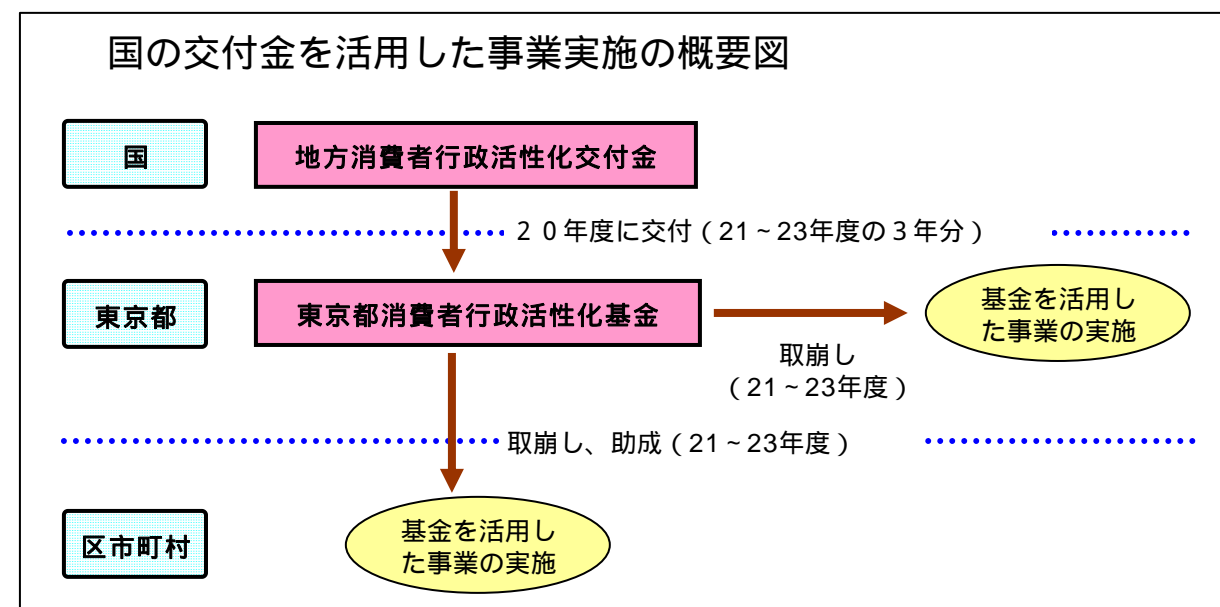 国の交付金を活用した事業実施の概要図
国
地方消費者行政活性化交付金
２０年度に交付（21～23年度の３年分）
東京都
東京都消費者行政活性化基金
基金を活用し
た事業の実施
取崩し
（21～23年度）
取崩し、助成（21～23年度）
区市町村
基金を活用し
た事業の実施